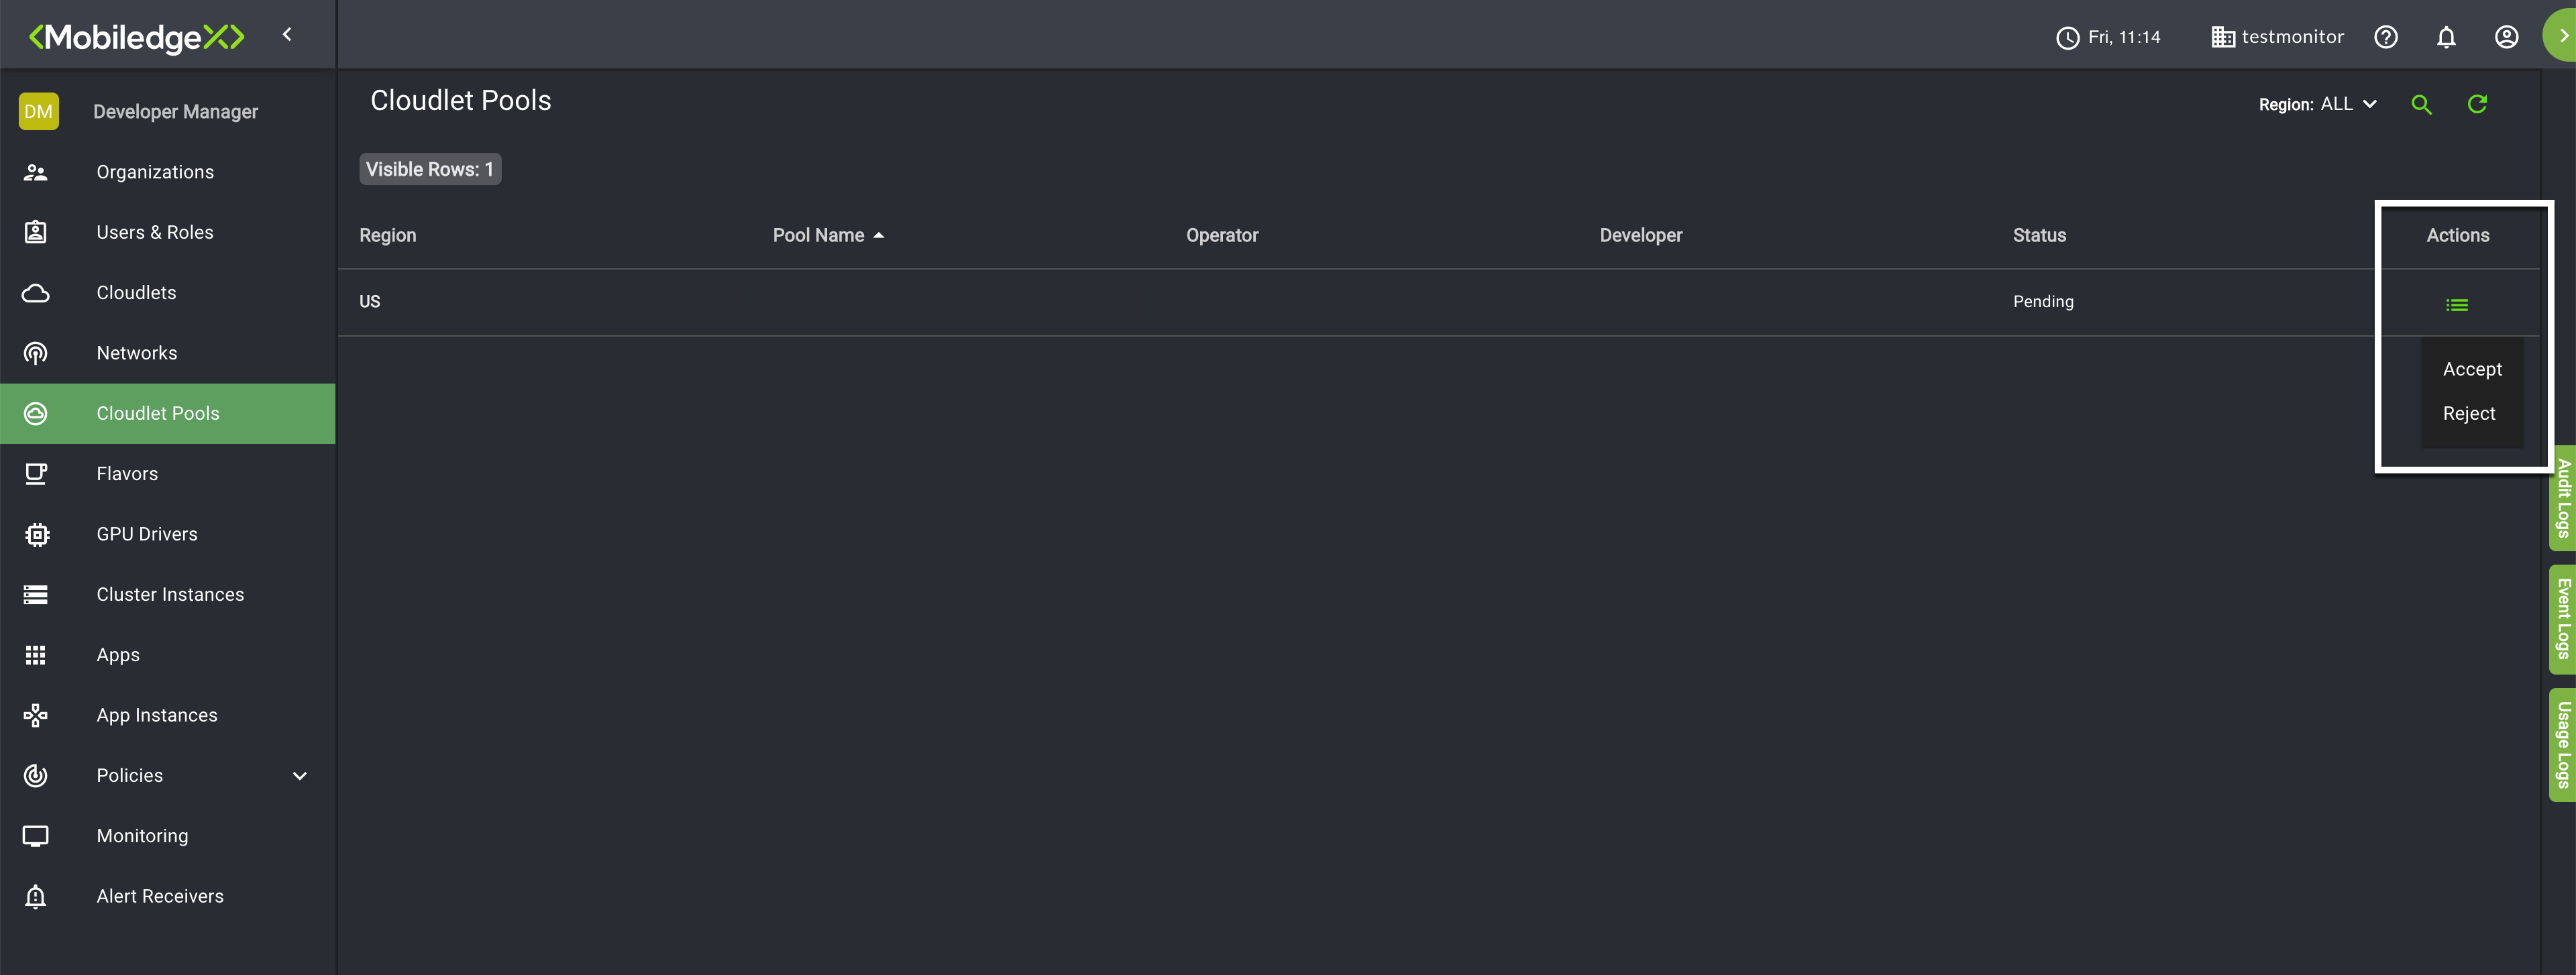 <MobiledgeX>
Fri, 11:14
testmonitor
DM
Developer Manager
Organizations
Users & Roles
Cloudlets
Networks
Cloudlet Pools
Flavors
GPU Drivers
Cluster Instances
Apps
App Instances
Policies
Monitoring
Alert Receivers
Cloudlet Pools
Region: ALL
Visible Rows: 1
Region Pool Name Operator Developer Status Actions
US Pending
Accept
Reject
Audit Logs
Event Logs
Usage Logs